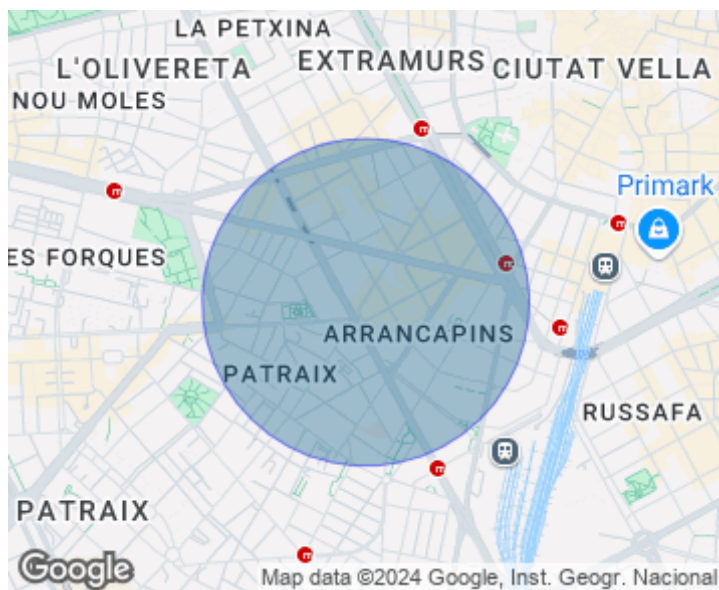 LA PETXINA
L'OLIVERETA
EXTRAMURS
CIUTAT VELLA
NOU MOLES
Primark
ES FORQUES
ARRANCAPINS
PATRAIX
RUSSAFA
PATRAIX
Google
Map data ©2024 Google, Inst. Geogr. Nacional